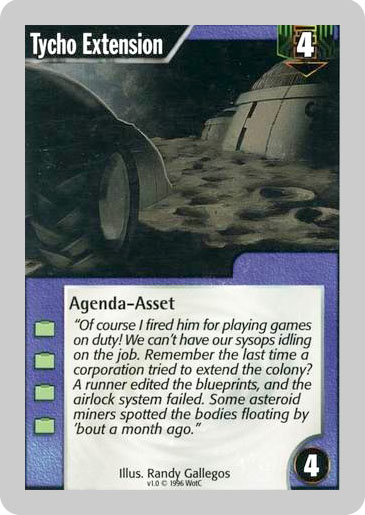 Tycho Extension
4
Agenda–Asset
"Of course I fired him for playing games
on duty! We can't have our sysops idling
on the job. Remember the last time a
corporation tried to extend the colony?
A runner edited the blueprints, and the
airlock system failed. Some asteroid
miners spotted the bodies floating by
'bout a month ago."
4
Illus. Randy Gallegos
v1.0 © 1996 WotC